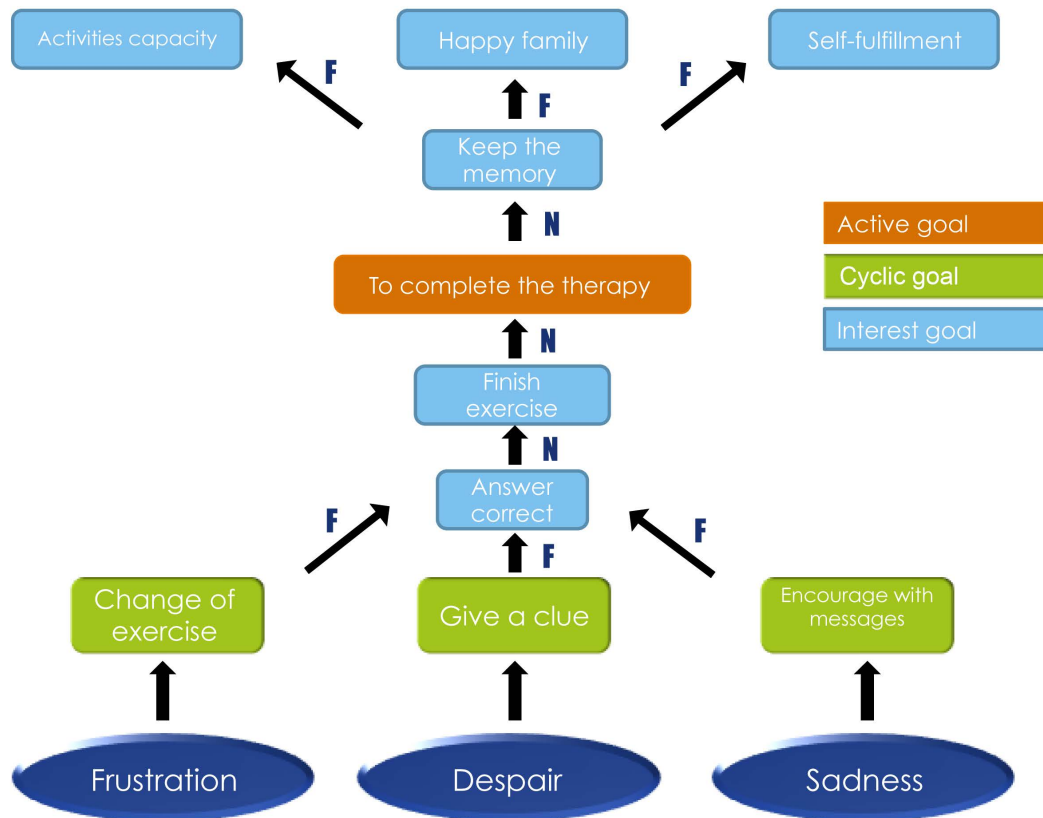 Activities capacity
Happy family
Self-fulfillment
F
F
F
Keep the
memory
N
Active goal
To complete the therapy
Cyclic goal
N
Interest goal
Finish
exercise
N
Answer
correct
F
F
F
Change of
exercise
Give a clue
Encourage with
messages
Frustration
Despair
Sadness